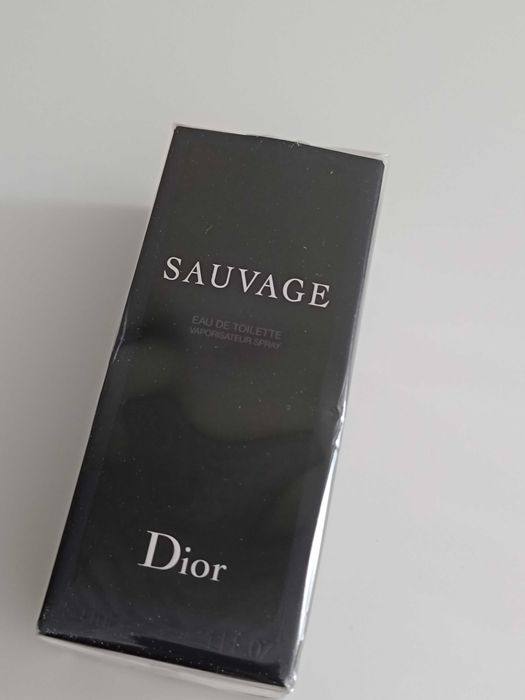 SAUVAGE
EAU DE TOILETTE
VAPORISATEUR SPRAY
Dior